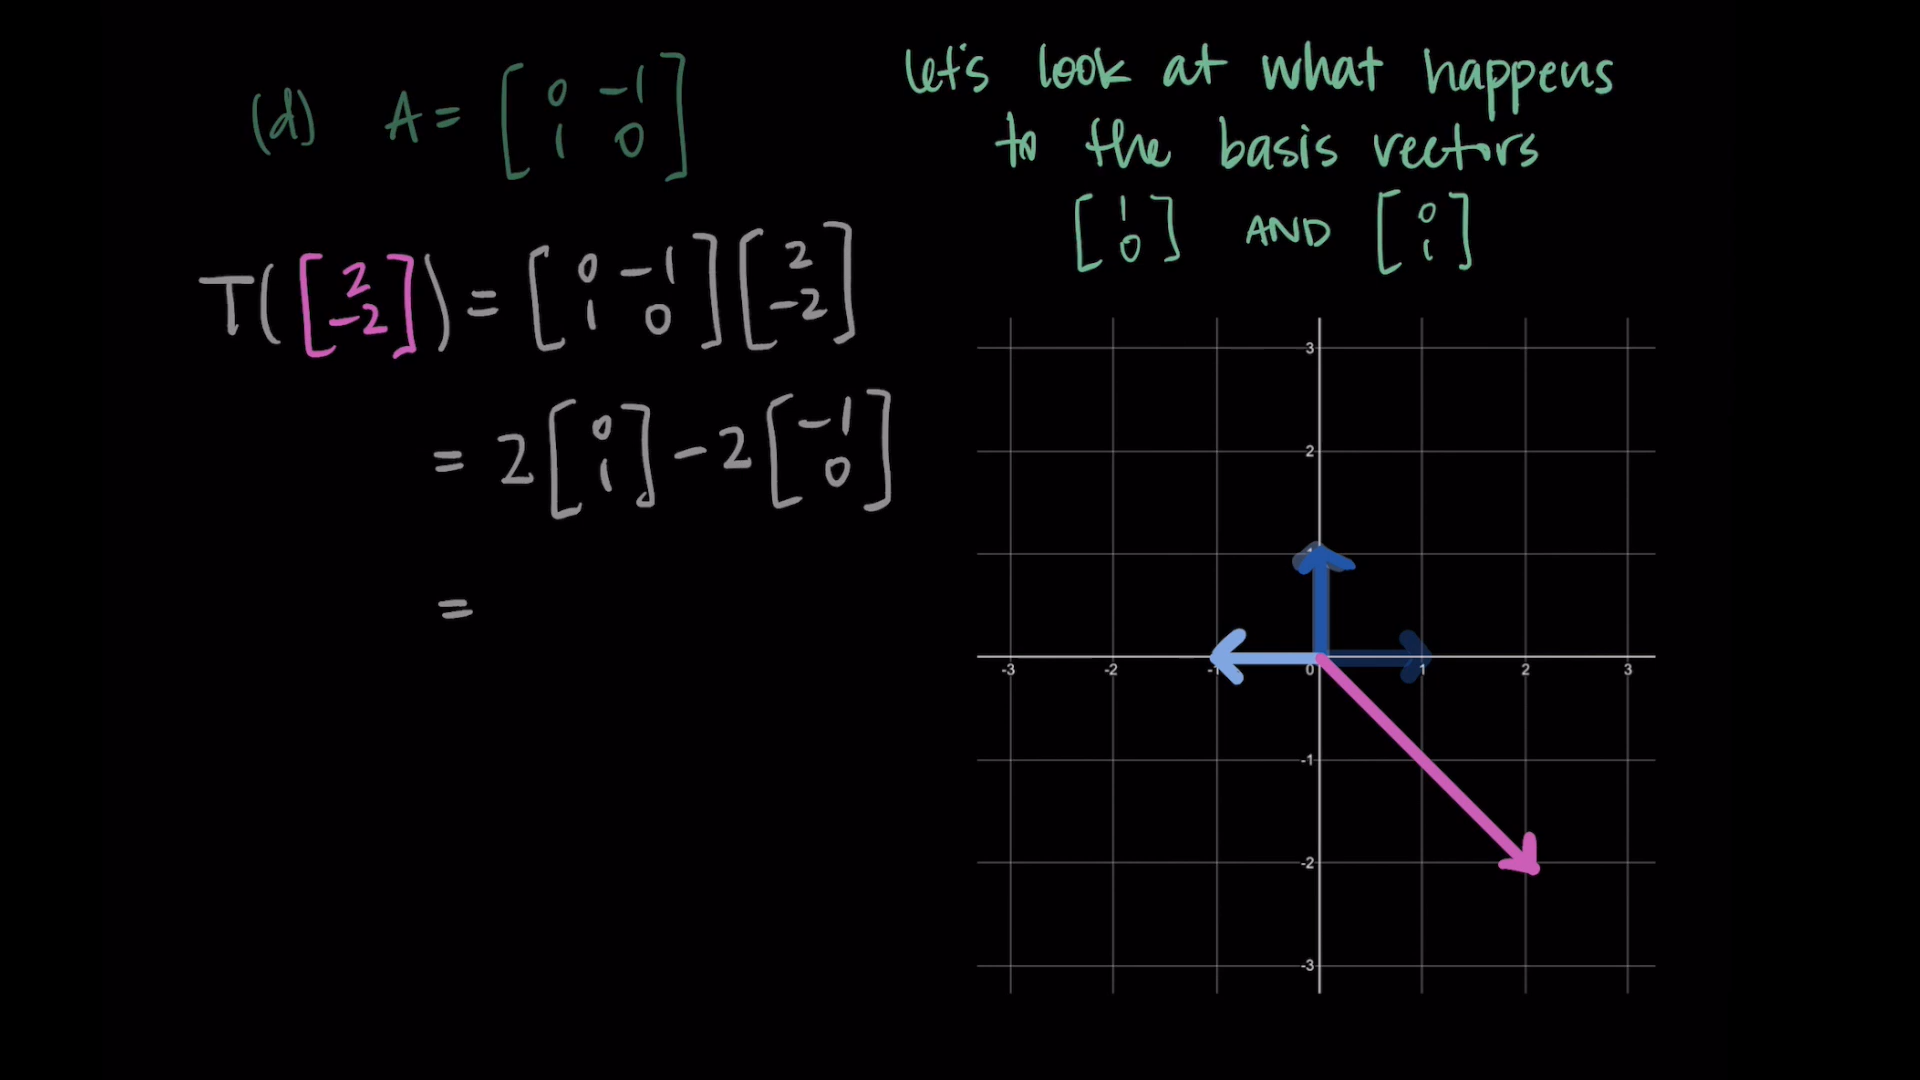 (d) A = [0 -1
1 0]
let's look at what happens
to the basis vectors
[1
0] AND [0
1]
T([2
-2]) = [0 -1
1 0] [2
-2]
= 2[0
1] - 2[-1
0]
=
3
2
1
-3 -2 -1 0 1 2 3
-1
-2
-3